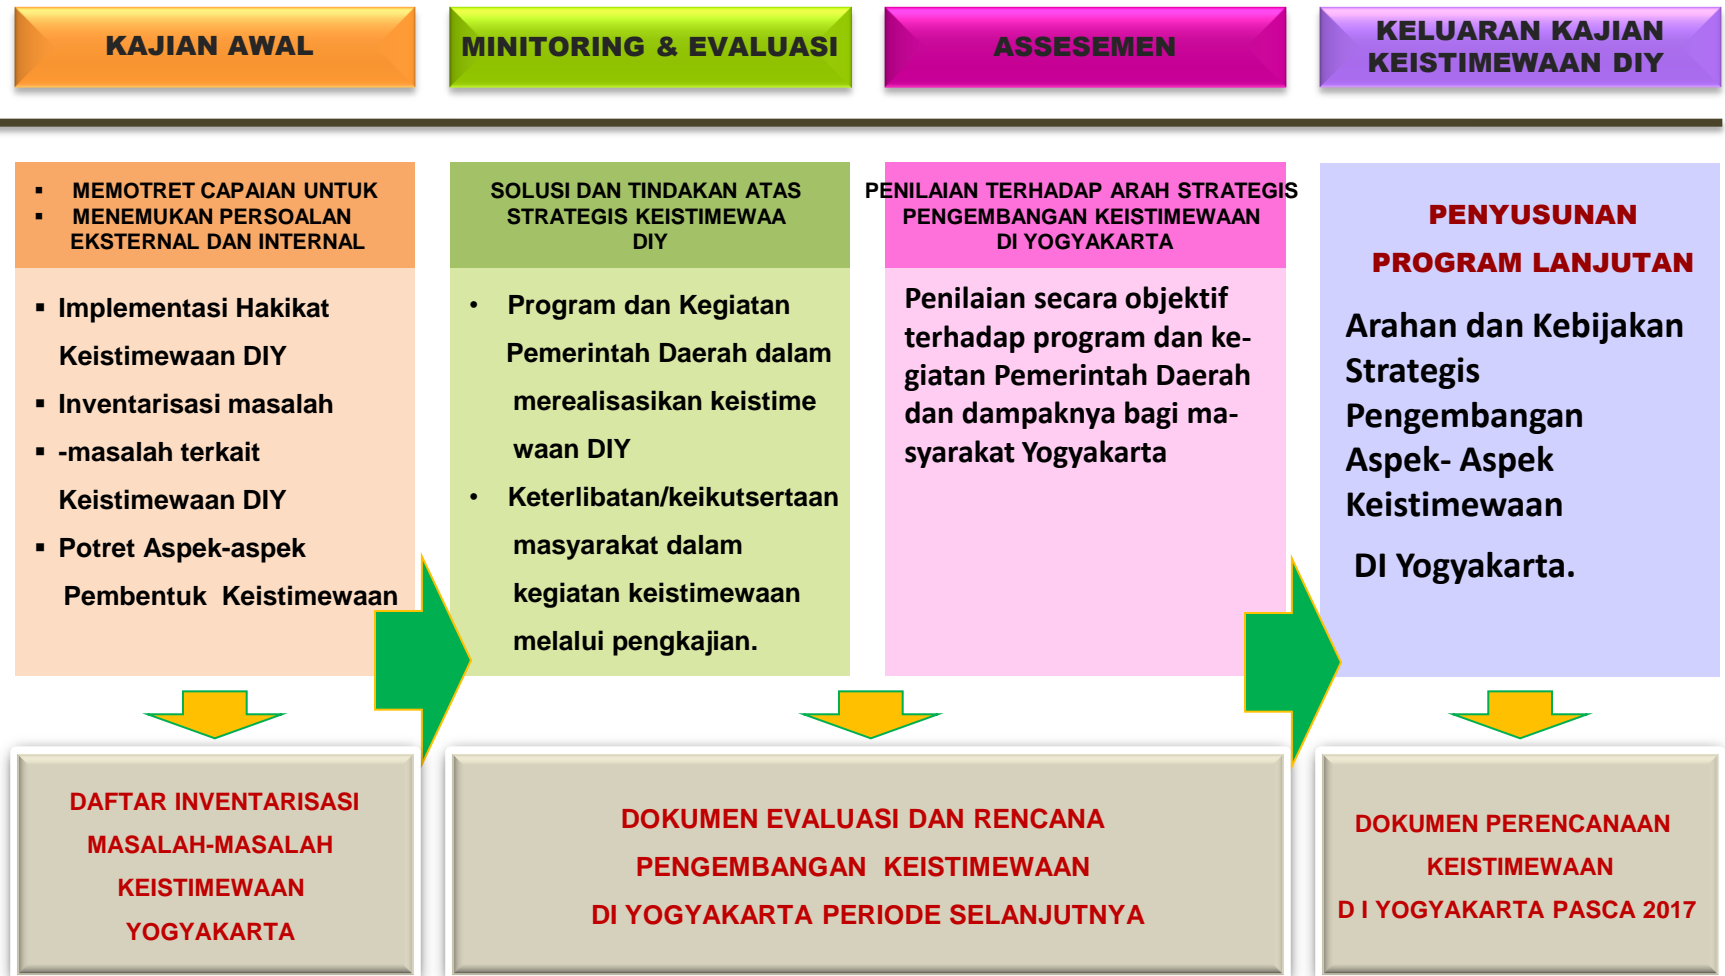 KAJIAN AWAL
MINITORING & EVALUASI
ASSESEMEN
KELUARAN KAJIAN
KEISTIMEWAAN DIY
▪ MEMOTRET CAPAIAN UNTUK
▪ MENEMUKAN PERSOALAN
EKSTERNAL DAN INTERNAL
▪ Implementasi Hakikat
Keistimewaan DIY
▪ Inventarisasi masalah
▪ -masalah terkait
Keistimewaan DIY
▪ Potret Aspek-aspek
Pembentuk Keistimewaan
SOLUSI DAN TINDAKAN ATAS
STRATEGIS KEISTIMEWAA
DIY
• Program dan Kegiatan
Pemerintah Daerah dalam
merealisasikan keistime
waan DIY
• Keterlibatan/keikutsertaan
masyarakat dalam
kegiatan keistimewaan
melalui pengkajian.
PENILAIAN TERHADAP ARAH STRATEGIS
PENGEMBANGAN KEISTIMEWAAN
DI YOGYAKARTA
Penilaian secara objektif
terhadap program dan ke-
giatan Pemerintah Daerah
dan dampaknya bagi ma-
syarakat Yogyakarta
PENYUSUNAN
PROGRAM LANJUTAN
Arahan dan Kebijakan
Strategis
Pengembangan
Aspek- Aspek
Keistimewaan
DI Yogyakarta.
DAFTAR INVENTARISASI
MASALAH-MASALAH
KEISTIMEWAAN
YOGYAKARTA
DOKUMEN EVALUASI DAN RENCANA
PENGEMBANGAN KEISTIMEWAAN
DI YOGYAKARTA PERIODE SELANJUTNYA
DOKUMEN PERENCANAAN
KEISTIMEWAAN
D I YOGYAKARTA PASCA 2017